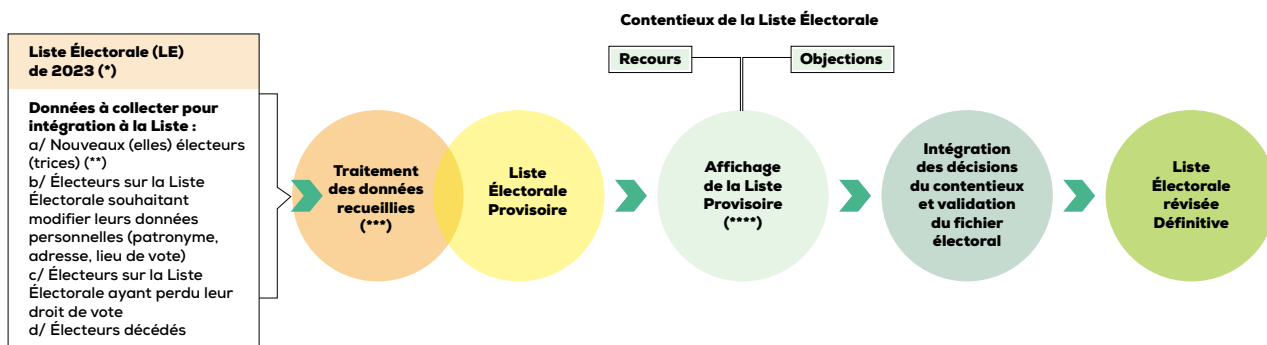 Contentieux de la Liste Électorale
Recours
Objections
Liste Électorale (LE)
de 2023 (*)
Données à collecter pour
intégration à la Liste :
a/ Nouveaux (elles) électeurs
(trices) (**)
b/ Électeurs sur la Liste
Électorale souhaitant
modifier leurs données
personnelles (patronyme,
adresse, lieu de vote)
c/ Électeurs sur la Liste
Électorale ayant perdu leur
droit de vote
d/ Électeurs décédés
Traitement
des données
recueillies
(***)
Liste
Électorale
Provisoire
Affichage
de la Liste
Provisoire
(****)
Intégration
des décisions
du contentieux
et validation
du fichier
électoral
Liste
Électorale
révisée
Définitive